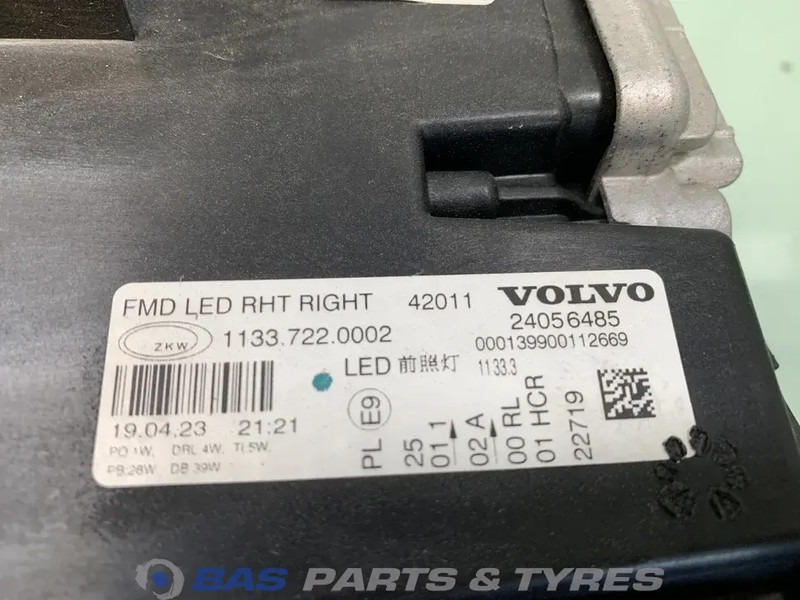 FMD LED RHT RIGHT 42011 VOLVO
ZKW 1133.722.0002 24056485
000139900112669
LED 前照灯 1133.3
19.04.23 21:21
PO 1W, DRL 4W, TI.5W,
PB:28W DB 39W
PL E9
25
01 1
02 A
00 RL
01 HCR
22719
BAS PARTS & TYRES